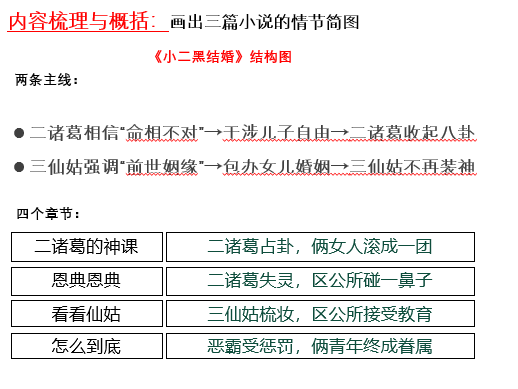 内容梳理与概括：画出三篇小说的情节简图
《小二黑结婚》结构图
两条主线：
●二诸葛相信“命相不对”→干涉儿子自由→二诸葛收起八卦
●三仙姑强调“前世姻缘”→包办女儿婚姻→三仙姑不再装神
四个章节：
二诸葛的神课 二诸葛占卦，俩女人滚成一团
恩典恩典 二诸葛失灵，区公所碰一鼻子
看看仙姑 三仙姑梳妆，区公所接受教育
怎么到底 恶霸受惩罚，俩青年终成眷属